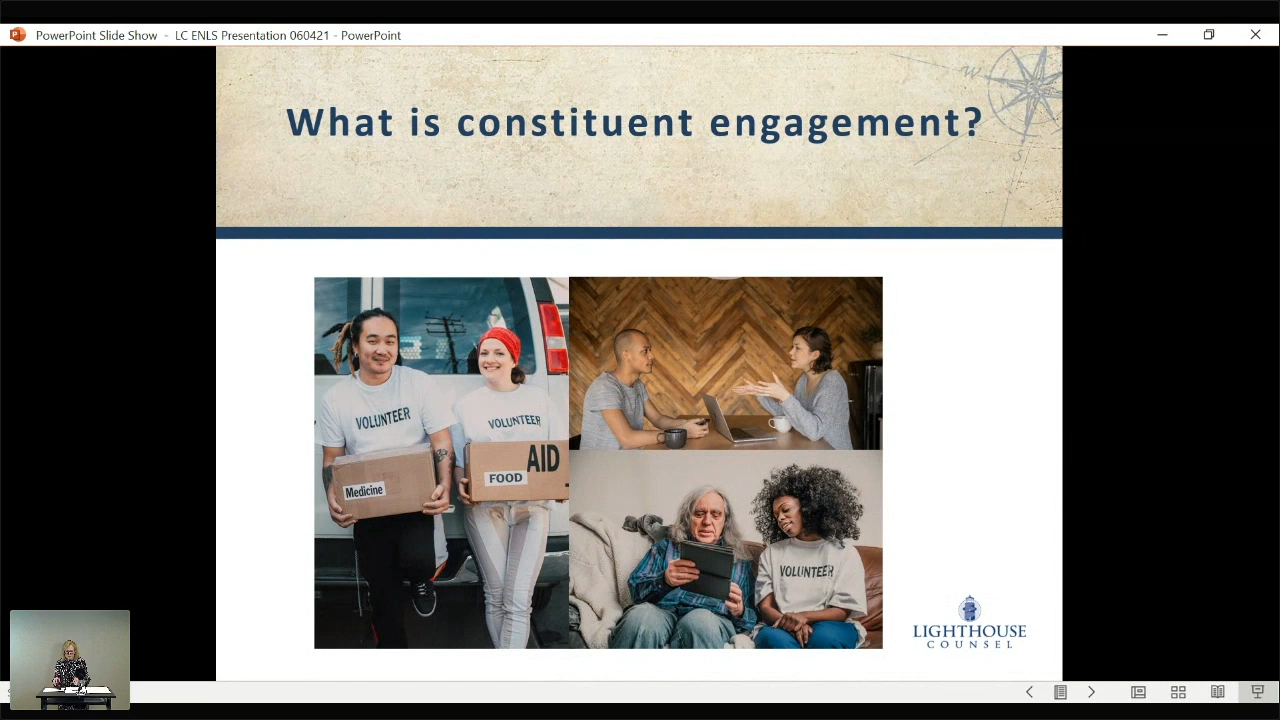 PowerPoint Slide Show - LC ENLS Presentation 060421 - PowerPoint
W
S
What is constituent engagement?
VOLUNTEER
VOLUNTEER
Medicine
FOOD
AID
VOLUNTEER
LIGHTHOUSE
COUNSEL